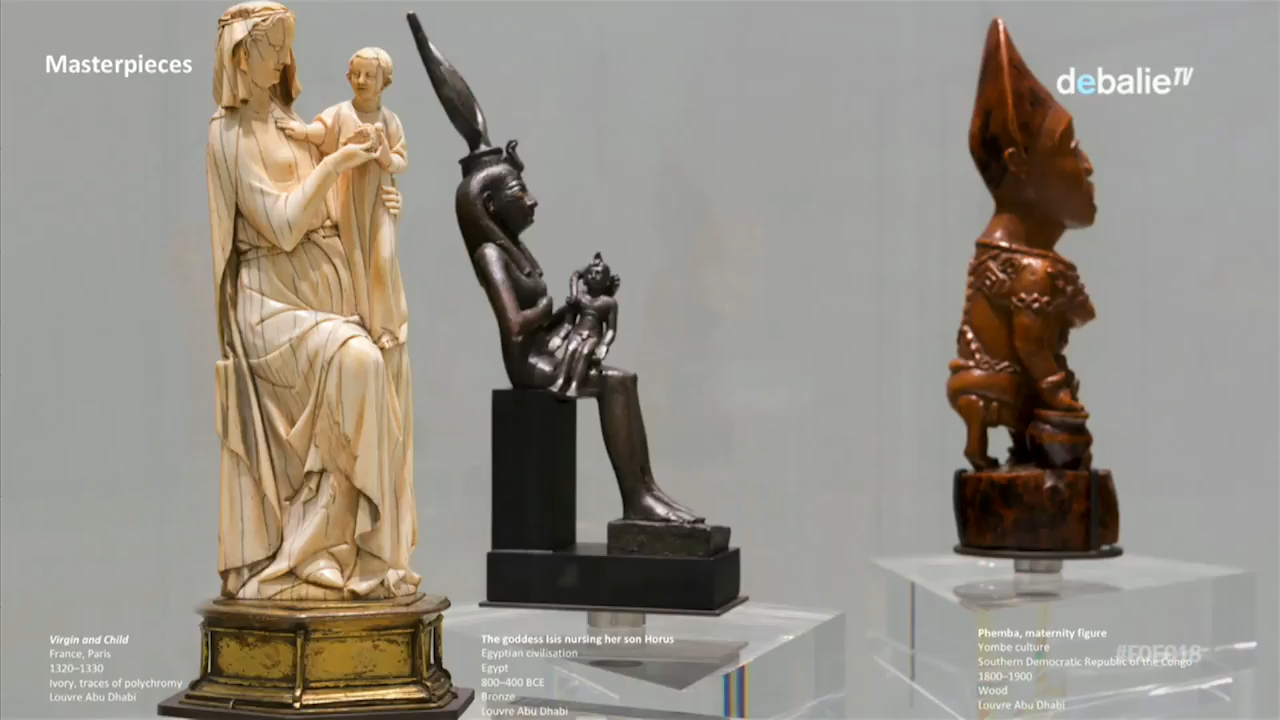 Masterpieces
debalieTV
Virgin and Child
France, Paris
1320–1330
Ivory, traces of polychromy
Louvre Abu Dhabi
The goddess Isis nursing her son Horus
Egyptian civilisation
Egypt
800–400 BCE
Bronze
Louvre Abu Dhabi
Phemba, maternity figure
Yombe culture
Southern Democratic Republic of the Congo
1800–1900
Wood
Louvre Abu Dhabi